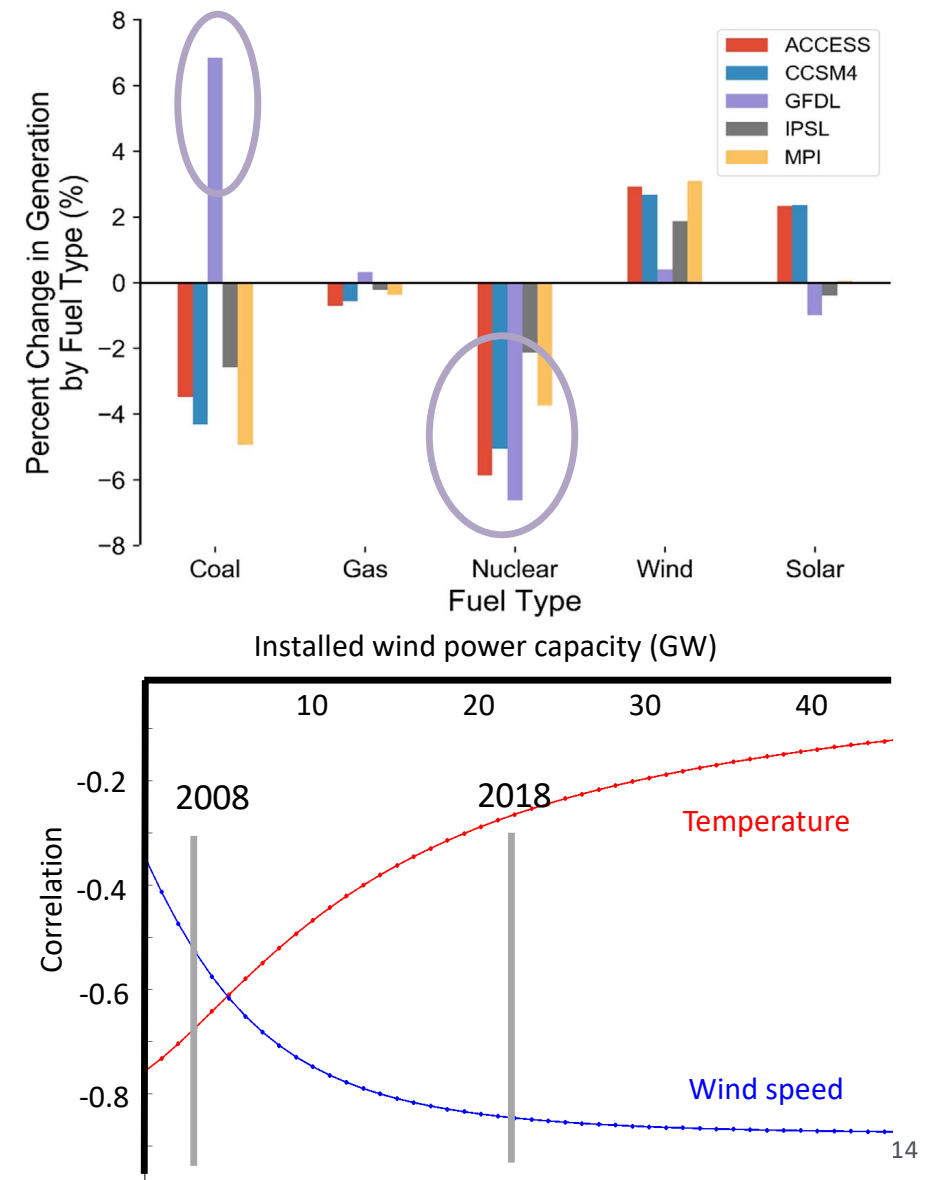 8
6
4
2
0
−2
−4
−6
−8
Percent Change in Generation
by Fuel Type (%)
ACCESS
CCSM4
GFDL
IPSL
MPI
Coal
Gas
Nuclear
Wind
Solar
Fuel Type
Installed wind power capacity (GW)
10
20
30
40
-0.2
-0.4
-0.6
-0.8
Correlation
2008
2018
Temperature
Wind speed
14